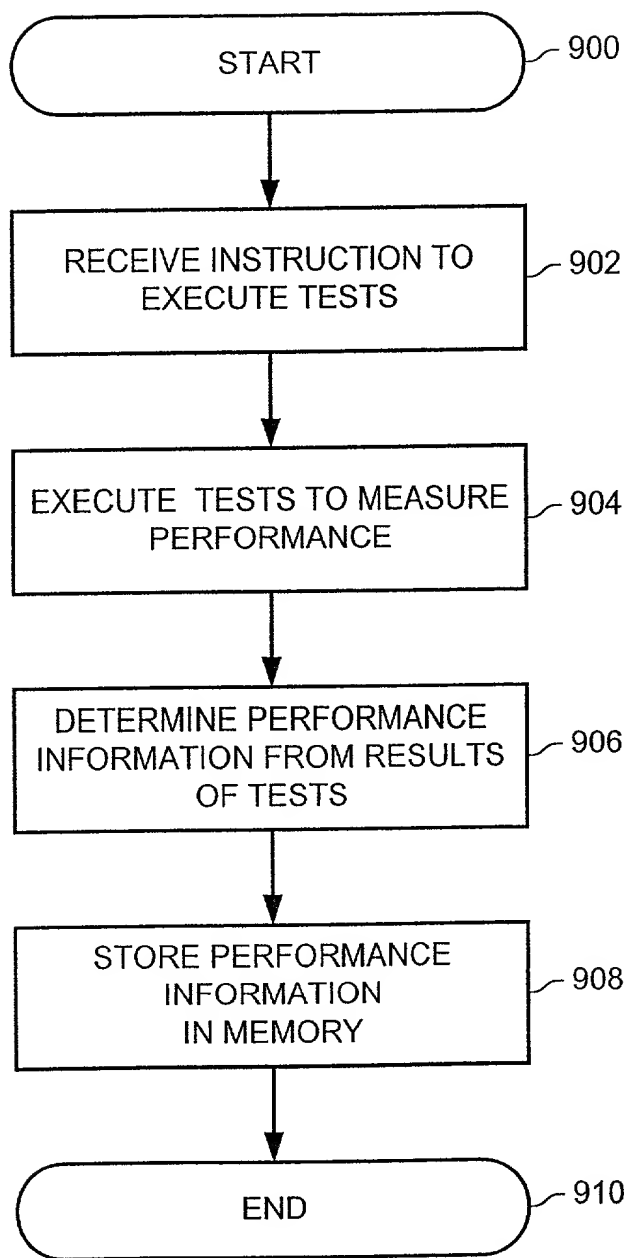 START
900
RECEIVE INSTRUCTION TO
EXECUTE TESTS
902
EXECUTE TESTS TO MEASURE
PERFORMANCE
904
DETERMINE PERFORMANCE
INFORMATION FROM RESULTS
OF TESTS
906
STORE PERFORMANCE
INFORMATION
IN MEMORY
908
END
910